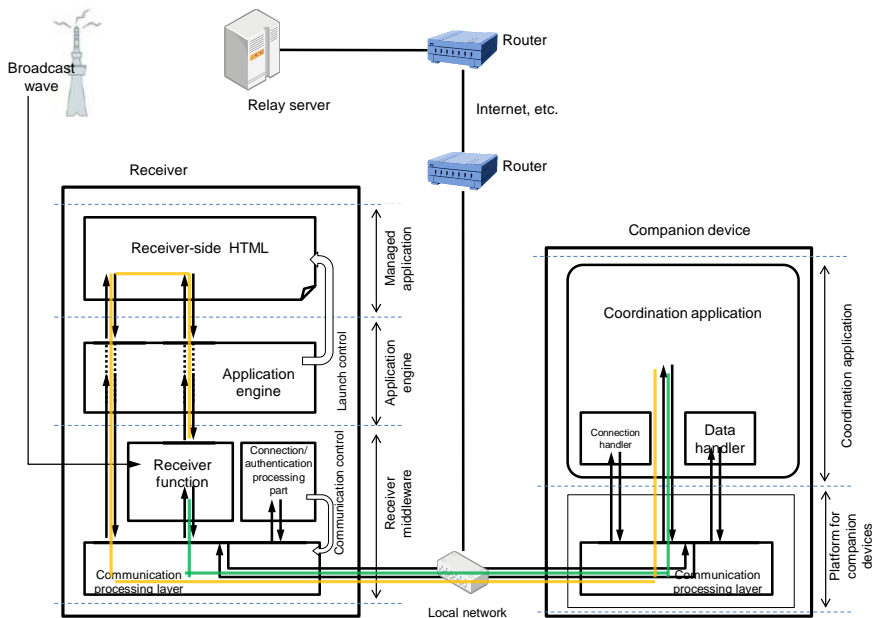 Broadcast
wave
Relay server
Router
Internet, etc.
Router
Receiver
Receiver-side HTML
Managed
application
Application
engine
Launch control
Application
engine
Receiver
function
Connection/
authentication
processing
part
Communication control
Receiver
middleware
Communication
processing layer
Local network
Companion device
Coordination application
Connection
handler
Data
handler
Coordination application
Communication
processing layer
Platform for
companion
devices